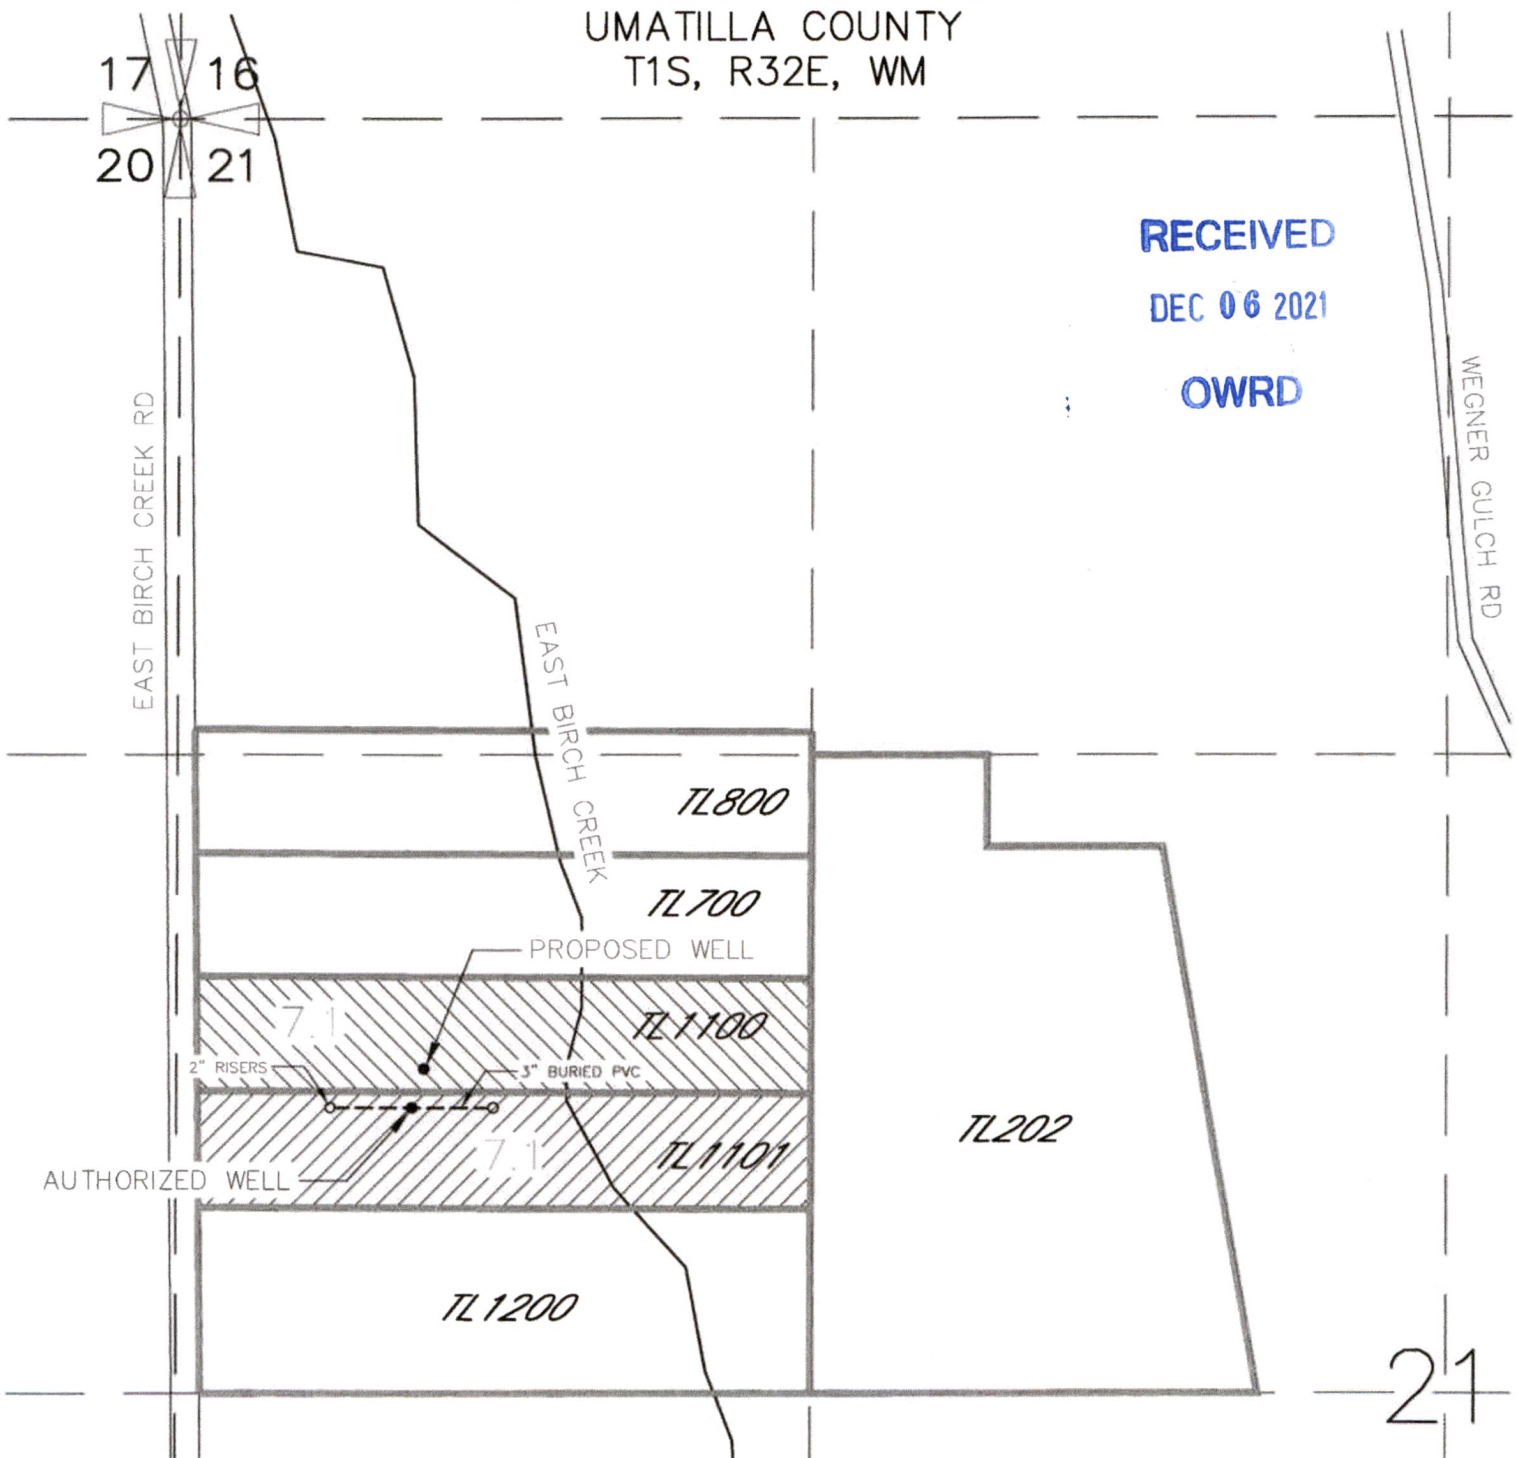 UMATILLA COUNTY
T1S, R32E, WM
17 16
20 21
RECEIVED
DEC 06 2021
OWRD
EAST BIRCH CREEK RD
WEGNER GULCH RD
EAST BIRCH CREEK
TL800
TL700
PROPOSED WELL
7.1
TL1100
2" RISERS
3" BURIED PVC
7.1
TL1101
TL202
AUTHORIZED WELL
TL1200
21